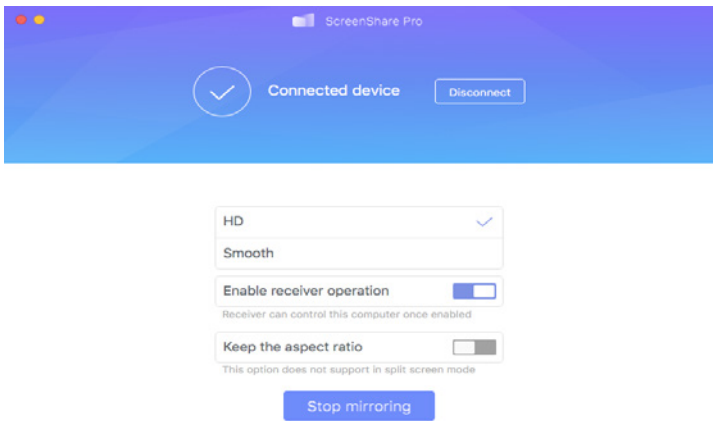 ScreenShare Pro
Connected device
Disconnect
HD
Smooth
Enable receiver operation
Receiver can control this computer once enabled
Keep the aspect ratio
This option does not support in split screen mode
Stop mirroring